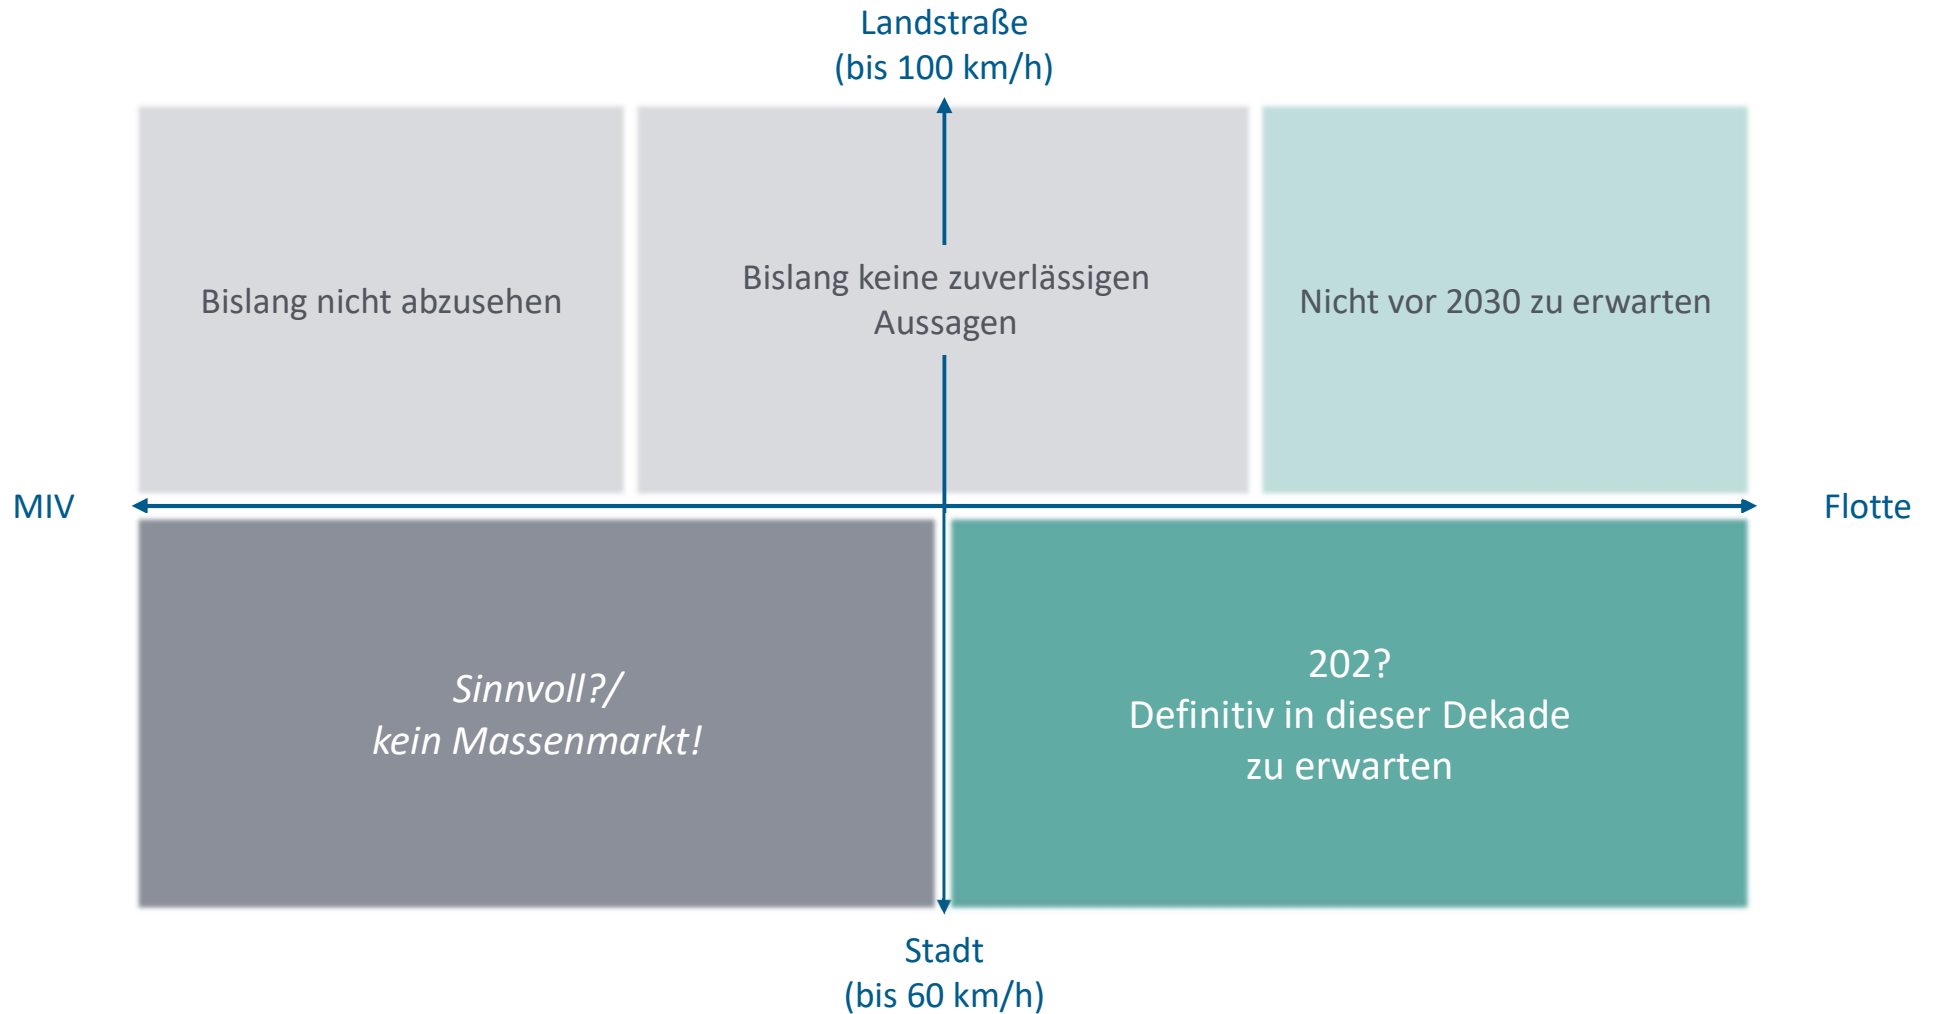 Landstraße
(bis 100 km/h)
Bislang nicht abzusehen
Bislang keine zuverlässigen
Aussagen
Nicht vor 2030 zu erwarten
MIV
Flotte
Sinnvoll?/
kein Massenmarkt!
202?
Definitiv in dieser Dekade
zu erwarten
Stadt
(bis 60 km/h)